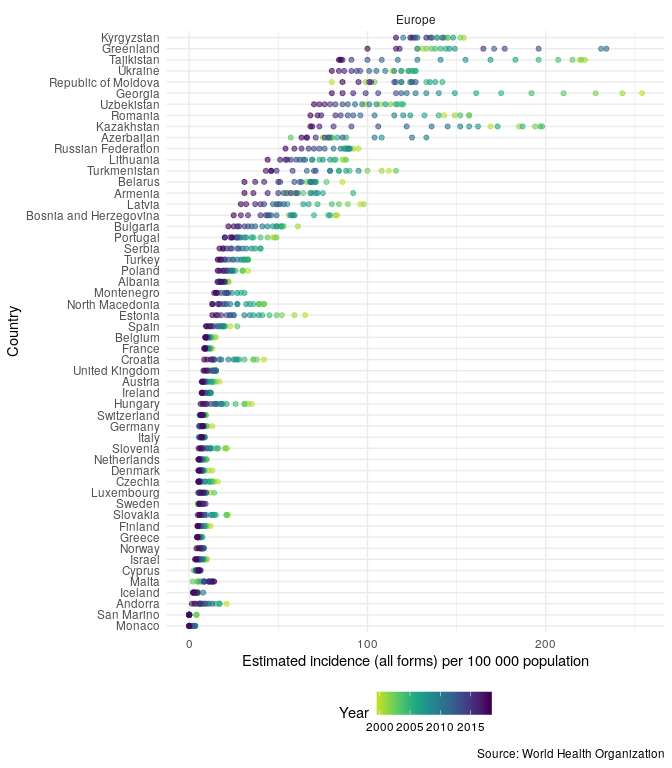 Europe
Kyrgyzstan
Greenland
Tajikistan
Ukraine
Republic of Moldova
Georgia
Uzbekistan
Romania
Kazakhstan
Azerbaijan
Russian Federation
Lithuania
Turkmenistan
Belarus
Armenia
Latvia
Bosnia and Herzegovina
Bulgaria
Portugal
Serbia
Turkey
Poland
Albania
Montenegro
North Macedonia
Estonia
Spain
Belgium
France
Croatia
United Kingdom
Austria
Ireland
Hungary
Switzerland
Germany
Italy
Slovenia
Netherlands
Denmark
Czechia
Luxembourg
Sweden
Slovakia
Finland
Greece
Norway
Israel
Cyprus
Malta
Iceland
Andorra
San Marino
Monaco
Country
0 100 200
Estimated incidence (all forms) per 100 000 population
Year
2000 2005 2010 2015
Source: World Health Organization